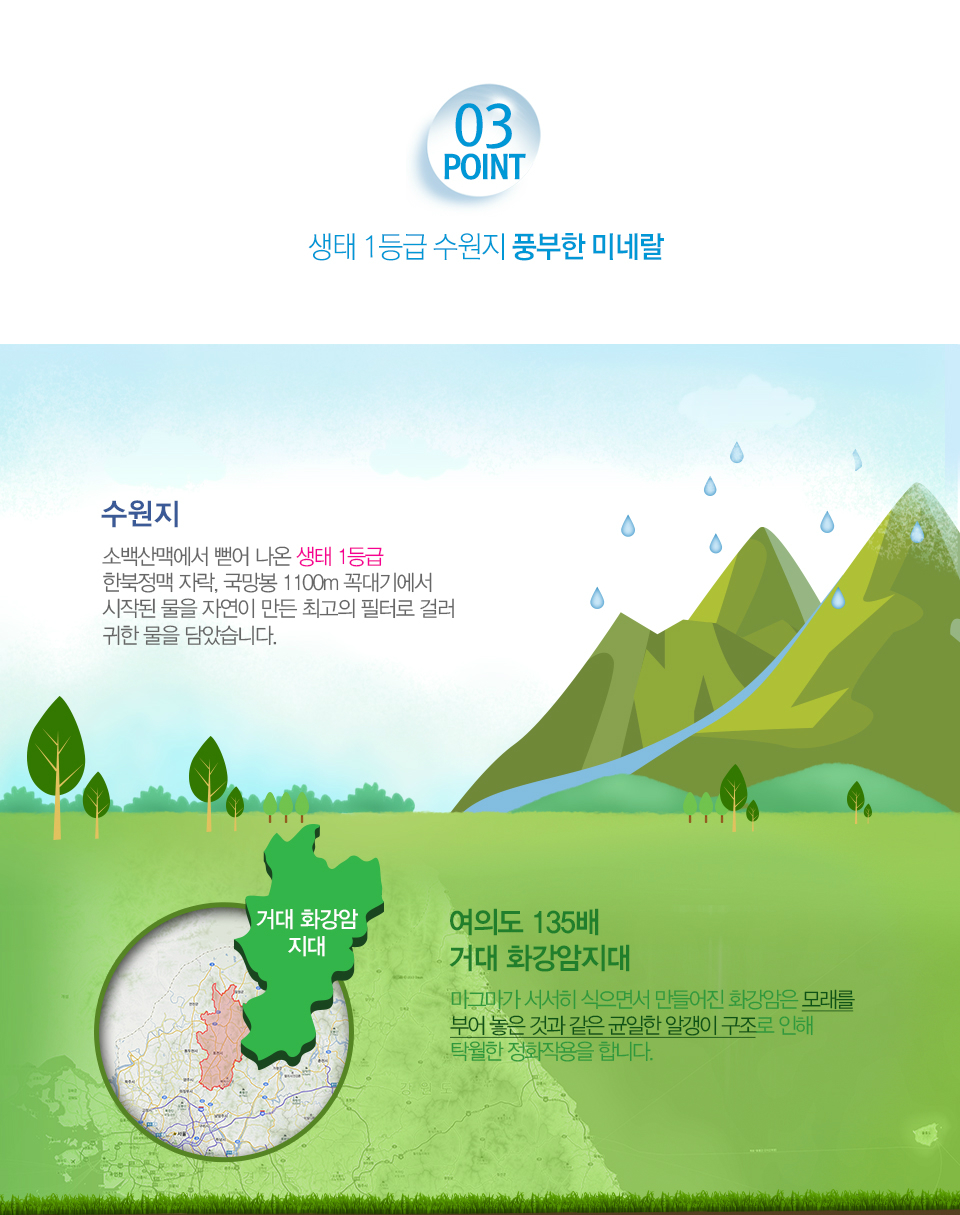 03
POINT
생태 1등급 수원지 풍부한 미네랄
수원지
소백산맥에서 뻗어 나온 생태 1등급
한북정맥 자락, 국망봉 1100m 꼭대기에서
시작된 물을 자연이 만든 최고의 필터로 걸러
귀한 물을 담았습니다.
거대 화강암
지대
여의도 135배
거대 화강암지대
마그마가 서서히 식으면서 만들어진 화강암은 모래를
부어 놓은 것과 같은 균일한 알갱이 구조로 인해
탁월한 정화작용을 합니다.
서울